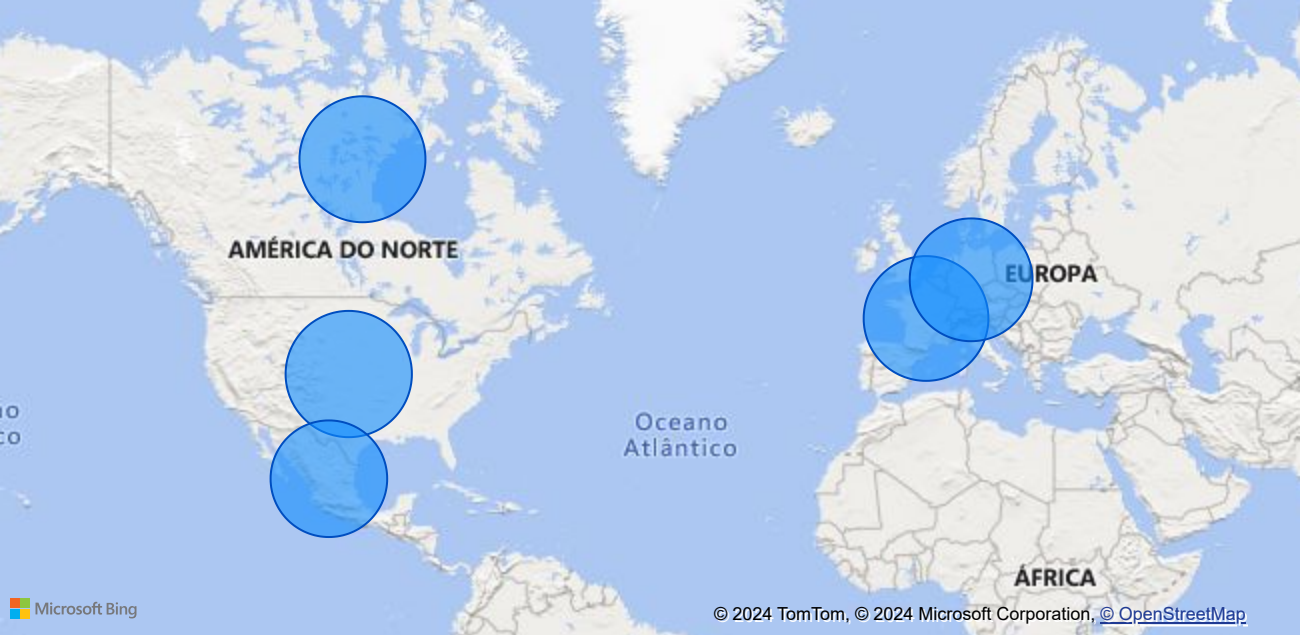 AMÉRICA DO NORTE
EUROPA
Oceano
Atlântico
ÁFRICA
Microsoft Bing
© 2024 TomTom, © 2024 Microsoft Corporation, © OpenStreetMap